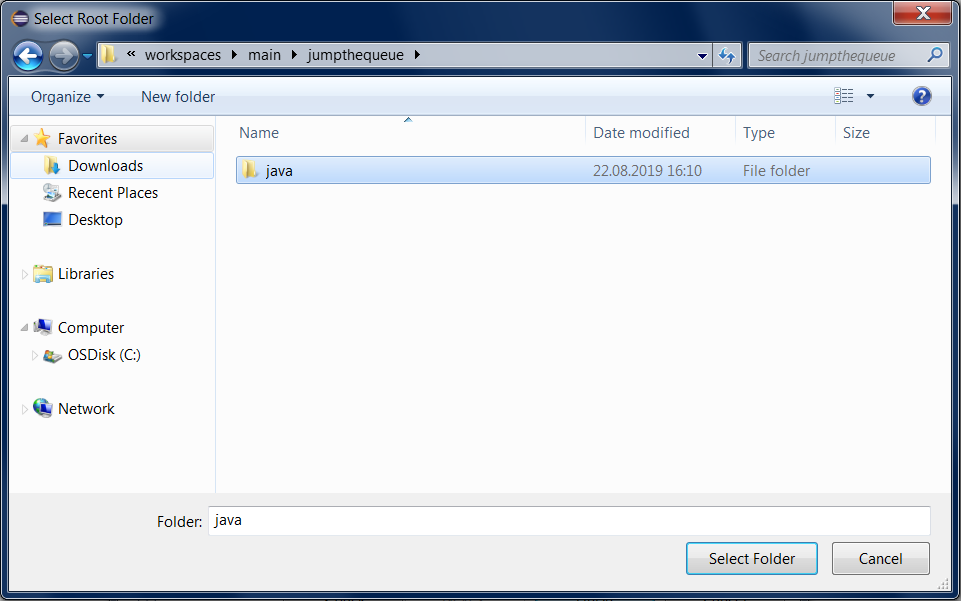 Select Root Folder
« workspaces main jumpthequeue
Search jumpthequeue
Organize New folder
Name Date modified Type Size
Favorites
Downloads
Recent Places
Desktop
Libraries
Computer
OSDisk (C:)
Network
java 22.08.2019 16:10 File folder
Folder: java
Select Folder Cancel